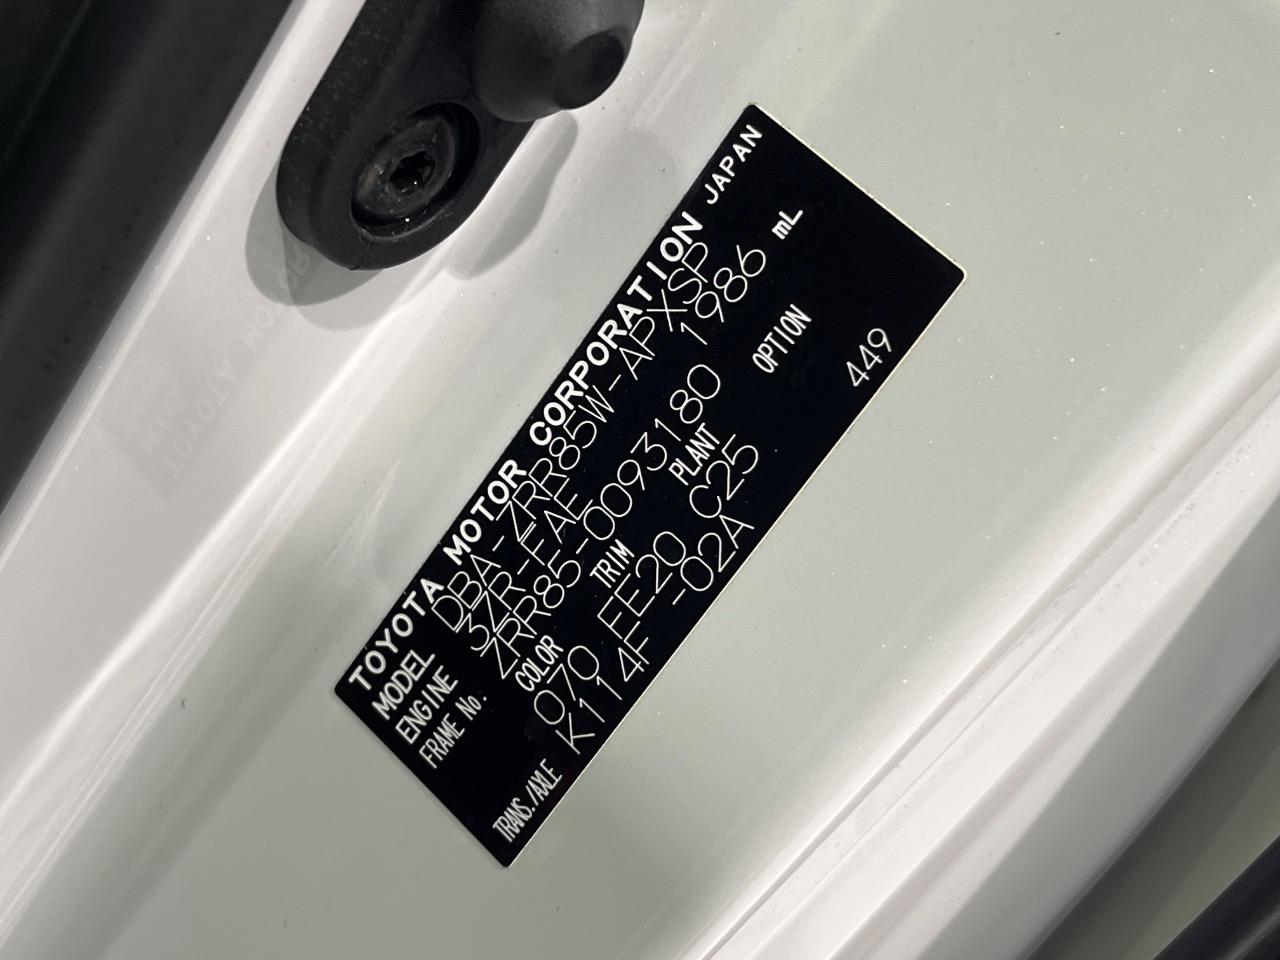 TOYOTA MOTOR CORPORATION JAPAN
MODEL DBA-ZRR85W-APXSP
ENGINE 3ZR-FAE 1986 mL
FRAME No. ZRR85-0093180
COLOR TRIM PLANT OPTION
070 FE20 C25 449
TRANS./AXLE K114F -02A